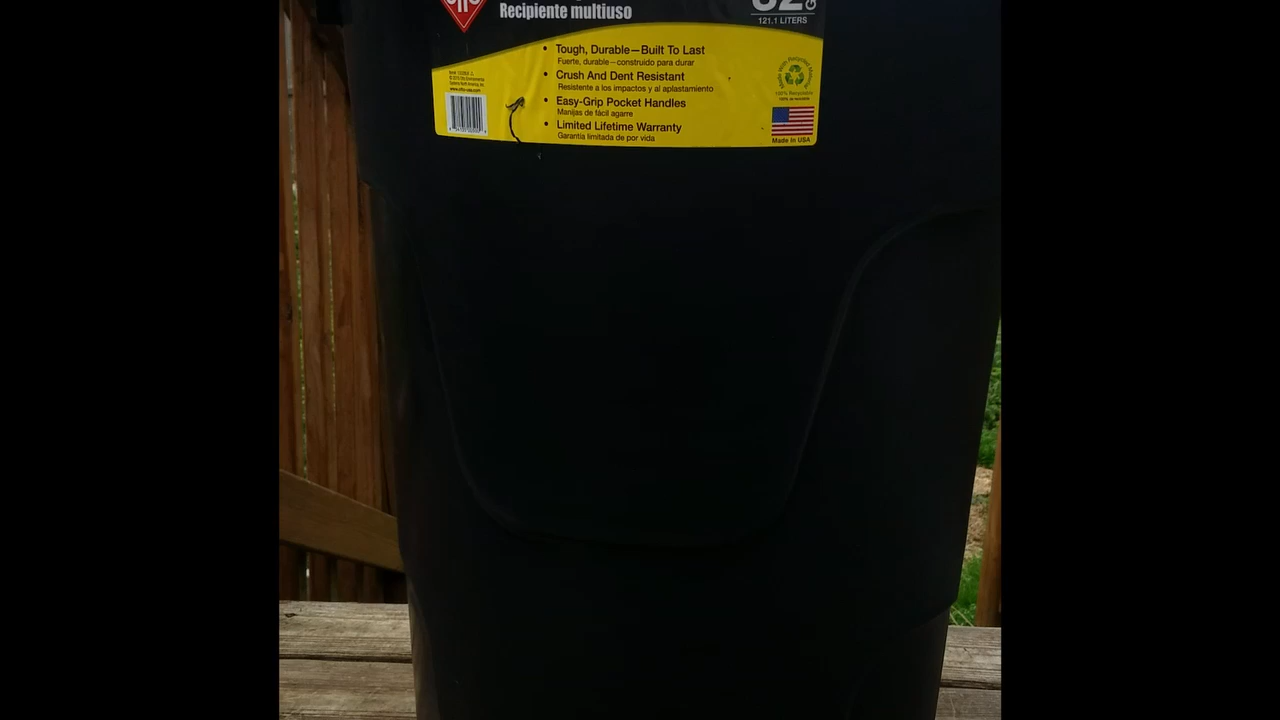 Recipiente multiuso
121.1 LITERS
• Tough, Durable—Built To Last
Fuerte, durable—construido para durar
• Crush And Dent Resistant
Resistente a los impactos y al aplastamiento
• Easy-Grip Pocket Handles
Manijas de fácil agarre
• Limited Lifetime Warranty
Garantía limitada de por vida
100% Recyclable
Made In USA